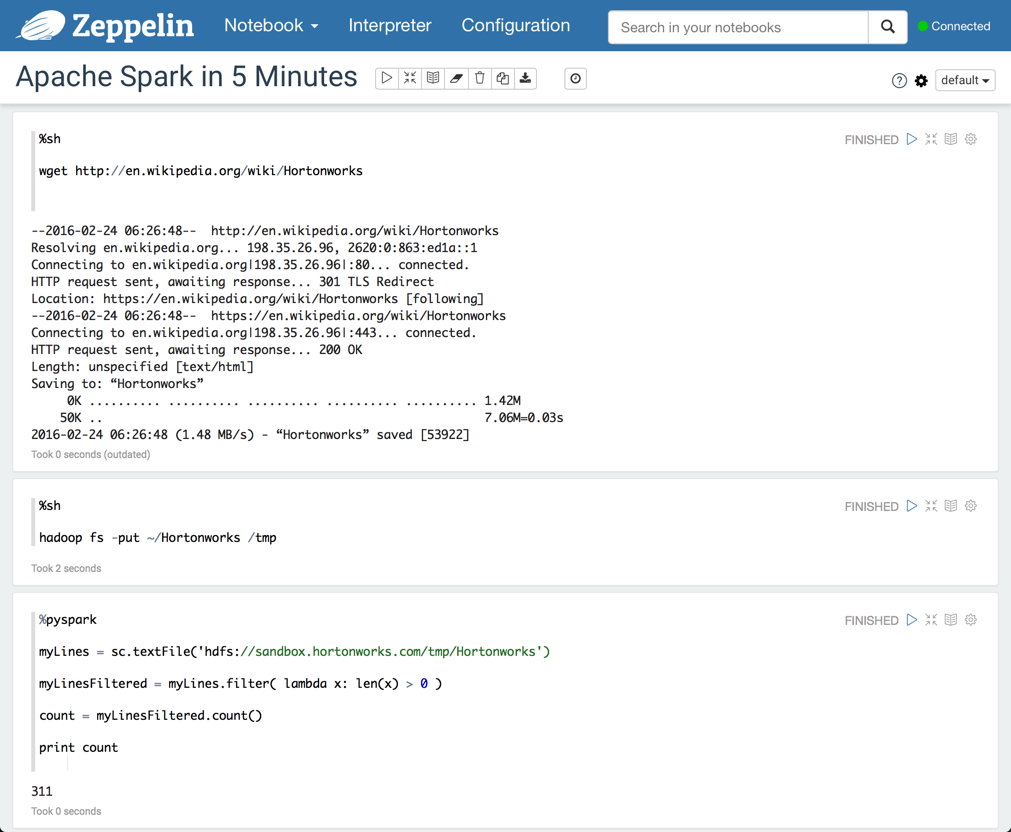 Zeppelin Notebook Interpreter Configuration Search in your notebooks Connected
Apache Spark in 5 Minutes default
%sh FINISHED
wget http://en.wikipedia.org/wiki/Hortonworks
--2016-02-24 06:26:48--  http://en.wikipedia.org/wiki/Hortonworks
Resolving en.wikipedia.org... 198.35.26.96, 2620:0:863:ed1a::1
Connecting to en.wikipedia.org|198.35.26.96|:80... connected.
HTTP request sent, awaiting response... 301 TLS Redirect
Location: https://en.wikipedia.org/wiki/Hortonworks [following]
--2016-02-24 06:26:48--  https://en.wikipedia.org/wiki/Hortonworks
Connecting to en.wikipedia.org|198.35.26.96|:443... connected.
HTTP request sent, awaiting response... 200 OK
Length: unspecified [text/html]
Saving to: “Hortonworks”
0K .......... .......... .......... .......... .......... 1.42M
50K .. 7.06M=0.03s
2016-02-24 06:26:48 (1.48 MB/s) - “Hortonworks” saved [53922]
Took 0 seconds (outdated)
%sh FINISHED
hadoop fs -put ~/Hortonworks /tmp
Took 2 seconds
%pyspark FINISHED
myLines = sc.textFile('hdfs://sandbox.hortonworks.com/tmp/Hortonworks')
myLinesFiltered = myLines.filter( lambda x: len(x) > 0 )
count = myLinesFiltered.count()
print count
311
Took 0 seconds